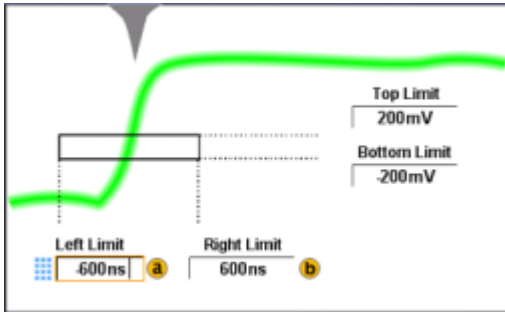 Top Limit
200mV
Bottom Limit
-200mV
Left Limit
Right Limit
-600ns
a
600ns
b